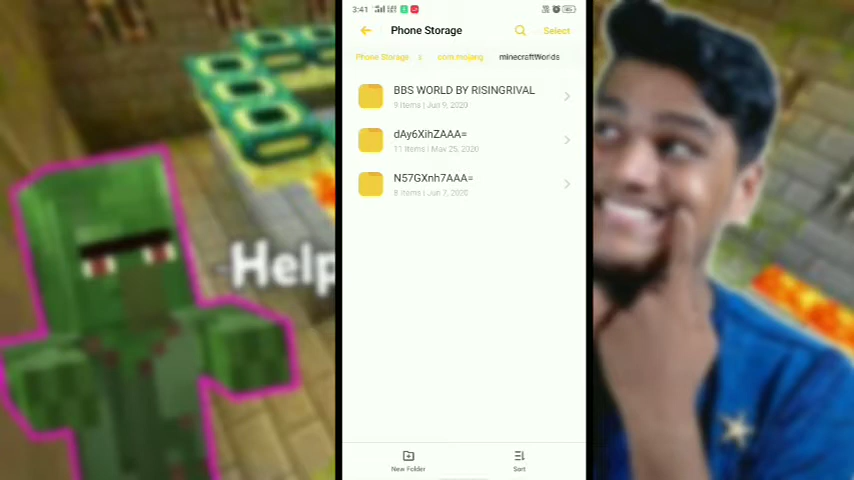 3:41
Phone Storage
Select
Phone Storage
com.mojang
minecraftWorlds
BBS WORLD BY RISINGRIVAL
9 items | Jun 9, 2020
dAy6XihZAAA=
11 items | May 25, 2020
N57GXnh7AAA=
8 items | Jun 7, 2020
-Help
New Folder
Sort